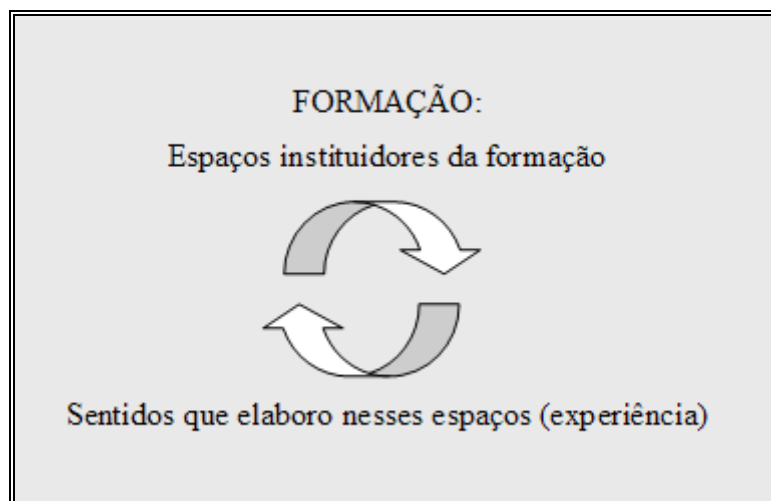 FORMAÇÃO:
Espaços instituidores da formação
Sentidos que elaboro nesses espaços (experiência)